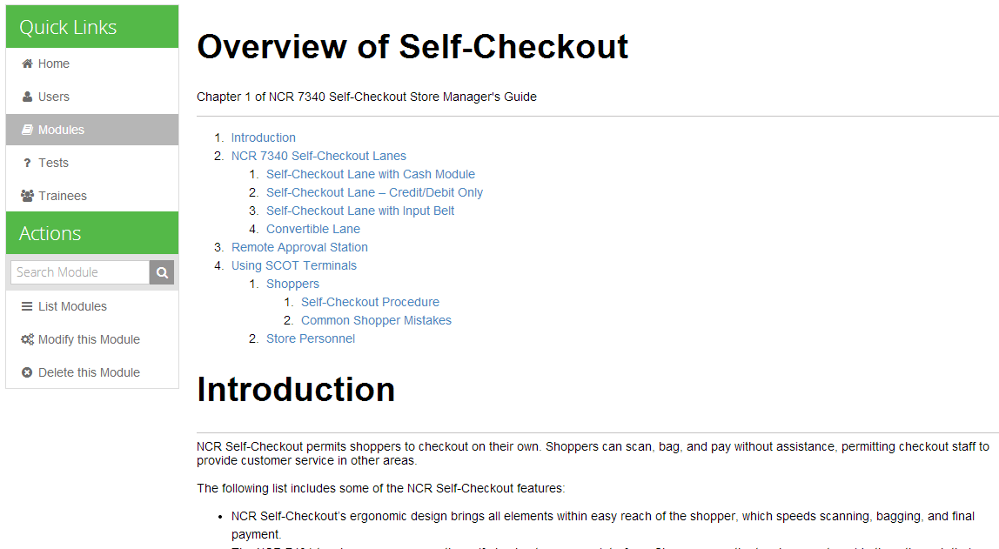 Quick Links
Home
Users
Modules
? Tests
Trainees
Actions
Search Module
List Modules
Modify this Module
Delete this Module
Overview of Self-Checkout
Chapter 1 of NCR 7340 Self-Checkout Store Manager's Guide
1. Introduction
2. NCR 7340 Self-Checkout Lanes
1. Self-Checkout Lane with Cash Module
2. Self-Checkout Lane – Credit/Debit Only
3. Self-Checkout Lane with Input Belt
4. Convertible Lane
3. Remote Approval Station
4. Using SCOT Terminals
1. Shoppers
1. Self-Checkout Procedure
2. Common Shopper Mistakes
2. Store Personnel
Introduction
NCR Self-Checkout permits shoppers to checkout on their own. Shoppers can scan, bag, and pay without assistance, permitting checkout staff to
provide customer service in other areas.
The following list includes some of the NCR Self-Checkout features:
• NCR Self-Checkout’s ergonomic design brings all elements within easy reach of the shopper, which speeds scanning, bagging, and final
payment.